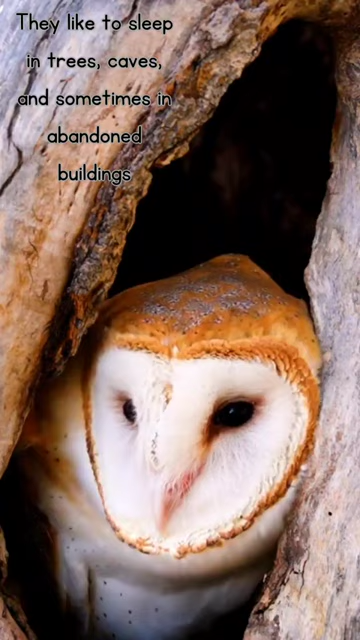 They like to sleep
in trees, caves,
and sometimes in
abandoned
buildings